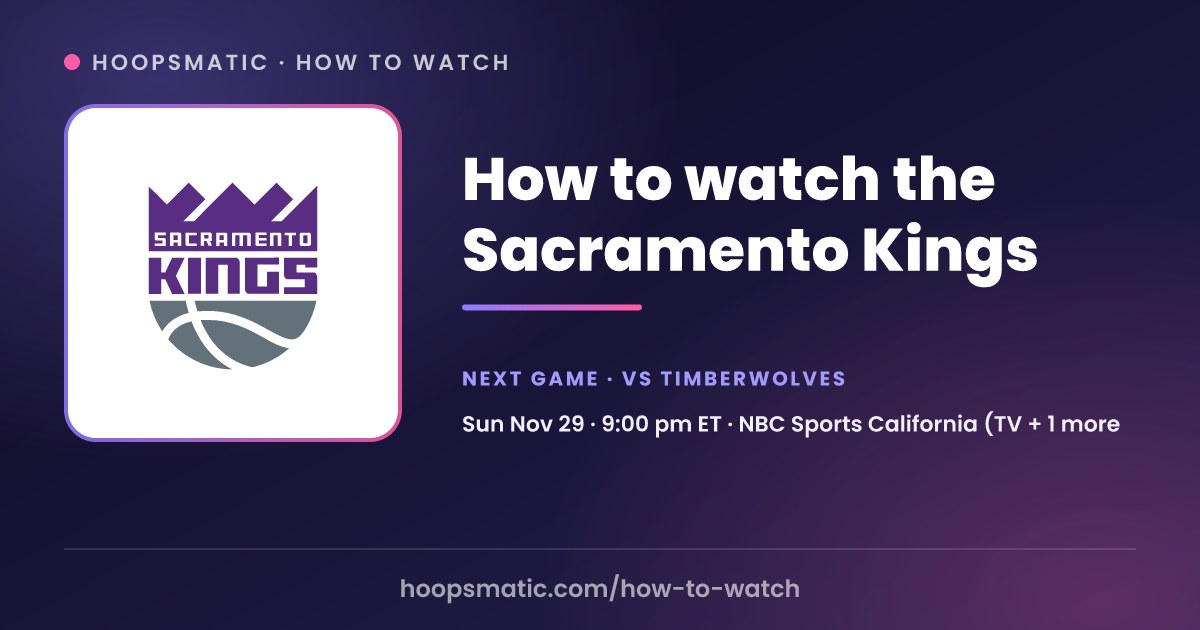 HOOPSMATIC · HOW TO WATCH
SACRAMENTO
KINGS
How to watch the
Sacramento Kings
NEXT GAME · VS TIMBERWOLVES
Sun Nov 29 · 9:00 pm ET · NBC Sports California (TV + 1 more
hoopsmatic.com/how-to-watch